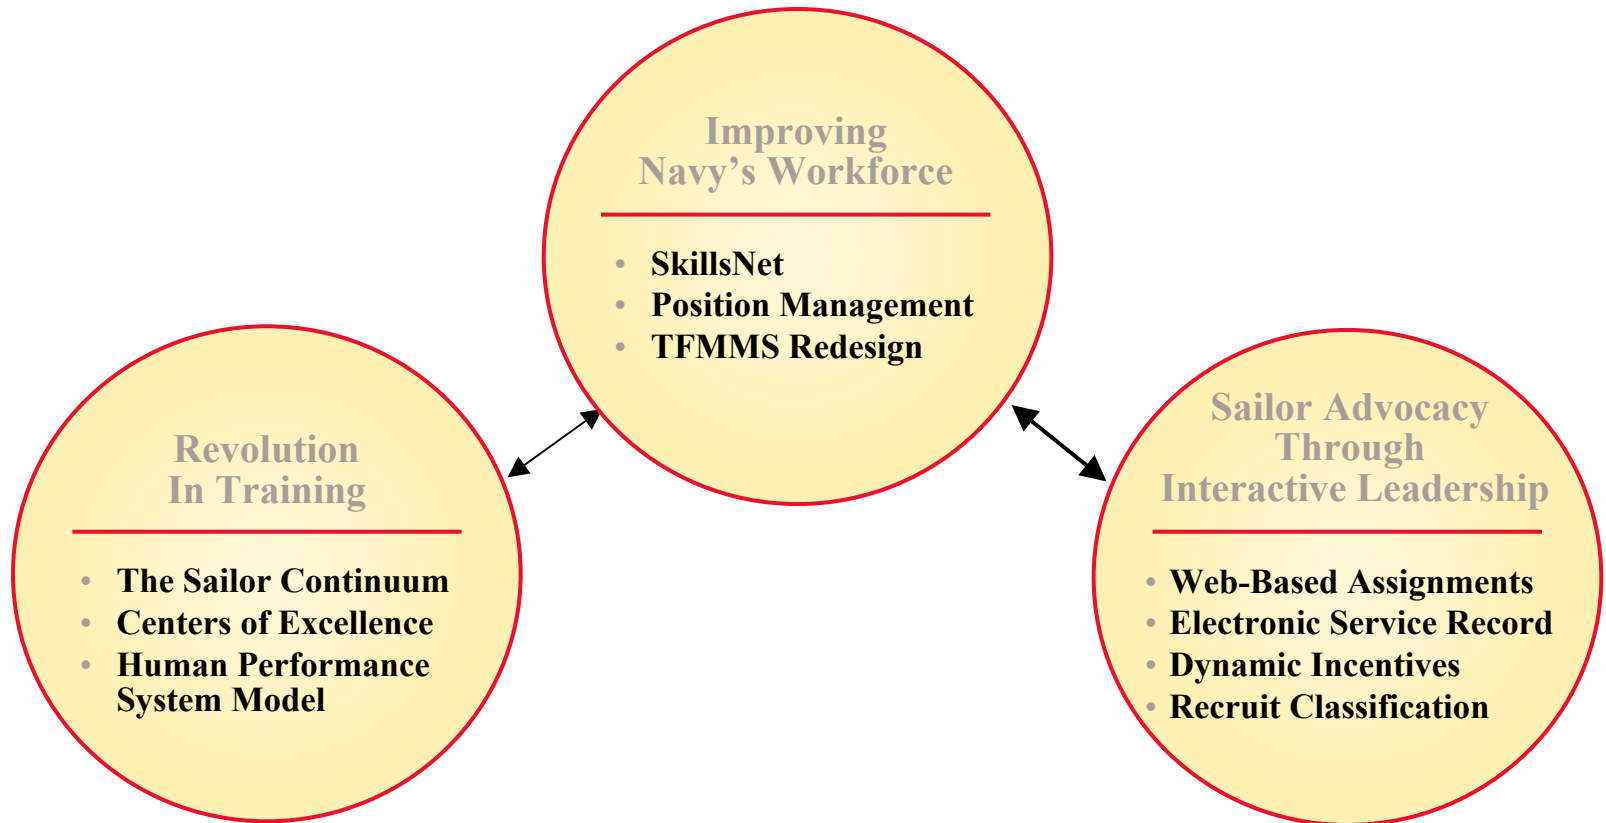 Improving
Navy’s Workforce
• SkillsNet
• Position Management
• TFMMS Redesign
Revolution
In Training
• The Sailor Continuum
• Centers of Excellence
• Human Performance
System Model
Sailor Advocacy
Through
Interactive Leadership
• Web-Based Assignments
• Electronic Service Record
• Dynamic Incentives
• Recruit Classification